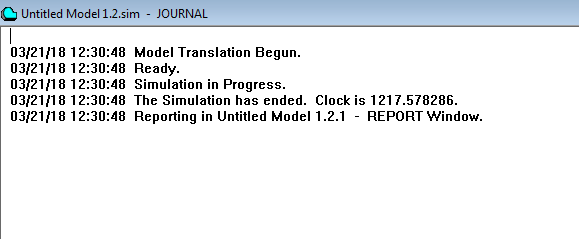 Untitled Model 1.2.sim - JOURNAL
03/21/18 12:30:48 Model Translation Begun.
03/21/18 12:30:48 Ready.
03/21/18 12:30:48 Simulation in Progress.
03/21/18 12:30:48 The Simulation has ended. Clock is 1217.578286.
03/21/18 12:30:48 Reporting in Untitled Model 1.2.1 - REPORT Window.